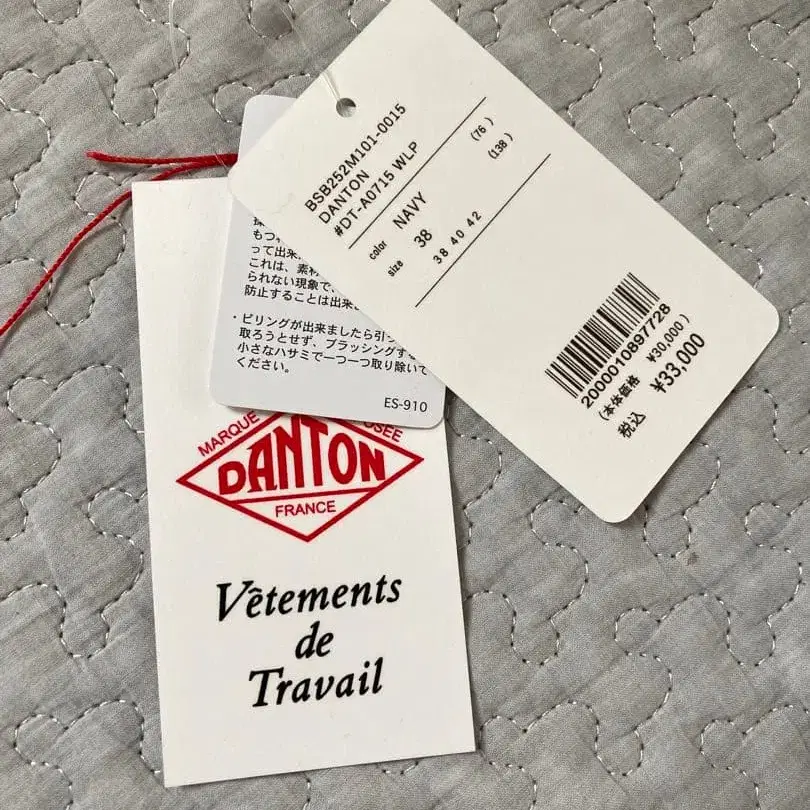 BSB252M101-0015
DANTON
#DT-A0715 WLP
color NAVY (76)
size 38 (138)
38 40 42
2000010897728
(本体価格 ¥30,000)
税込 ¥33,000
もつ
って出来
これは、素材
られない現象で、
防止することは出来
・ピリングが出来ましたら引っ
取ろうとせず、ブラッシングす
小さなハサミで一つ一つ取り除いて
ください。
ES-910
MARQUE
DANTON
FRANCE
Vêtements
de
Travail